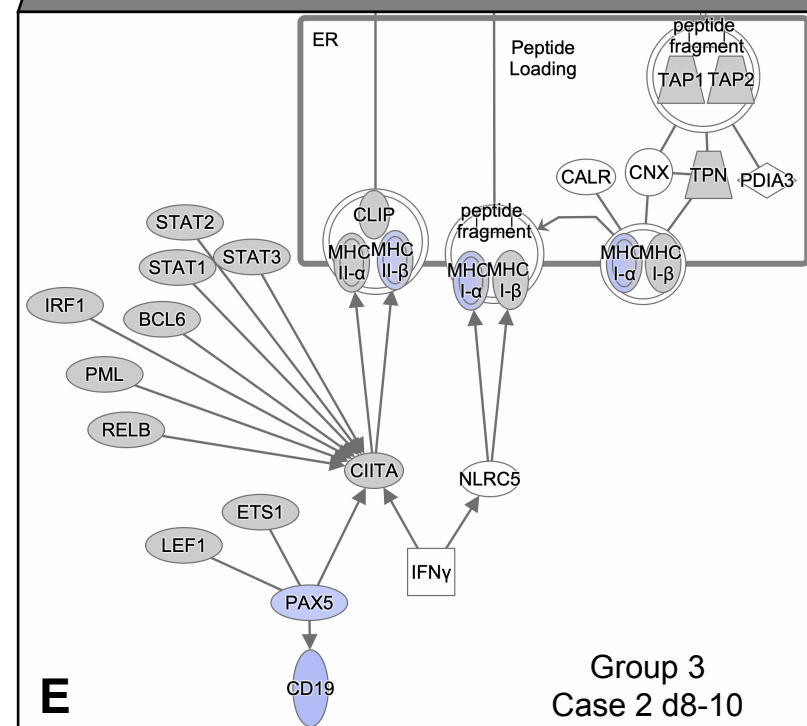 ER
Peptide
Loading
peptide
fragment
TAP1 TAP2
CALR
CNX
TPN
PDIA3
CLIP
MHC
II-α
MHC
II-β
peptide
fragment
MHC
I-α
MHC
I-β
MHC
I-α
MHC
I-β
STAT2
STAT1
STAT3
IRF1
BCL6
PML
RELB
CIITA
NLRC5
ETS1
LEF1
IFNγ
PAX5
CD19
E
Group 3
Case 2 d8-10